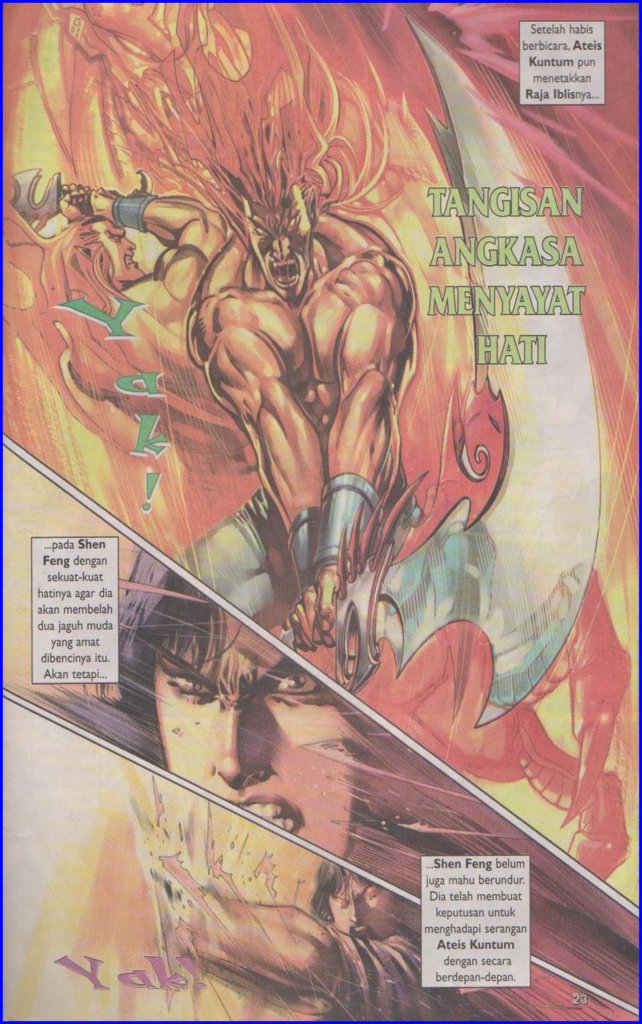 Setelah habis
berbicara, Ateis
Kuntum pun
menetakkan
Raja Iblisnya...
TANGISAN
ANGKASA
MENYAYAT
HATI
Yak!
...pada Shen
Feng dengan
sekuat-kuat
hatinya agar dia
akan membelah
dua jaguh muda
yang amat
dibencinya itu.
Akan tetapi...
...Shen Feng belum
juga mahu berundur.
Dia telah membuat
keputusan untuk
menghadapi serangan
Ateis Kuntum
dengan secara
berdepan-depan.
Yak!
23